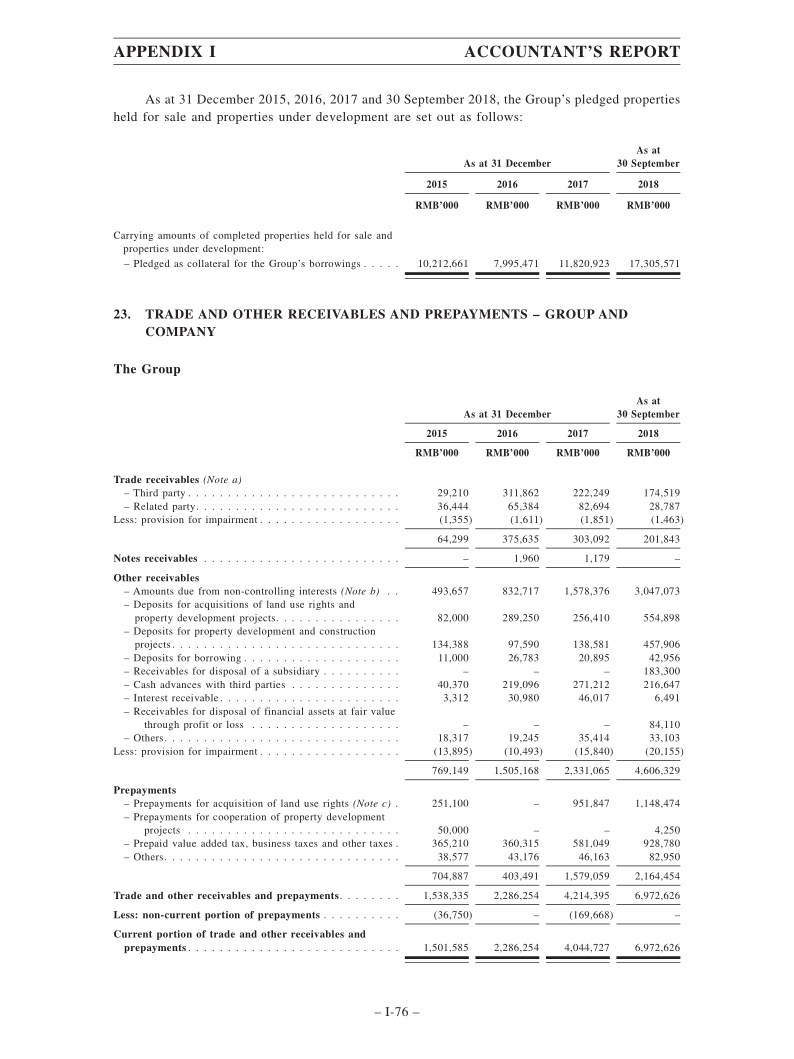 APPENDIX I ACCOUNTANT'S REPORT
As at 31 December 2015, 2016, 2017 and 30 September 2018, the Group's pledged properties
held for sale and properties under development are set out as follows:
As at
As at 31 December 30 September
2015 2016 2017 2018
RMB'000 RMB'000 RMB'000 RMB'000
Carrying amounts of completed properties held for sale and
properties under development:
– Pledged as collateral for the Group's borrowings . . . . . 10,212,661 7,995,471 11,820,923 17,305,571
23. TRADE AND OTHER RECEIVABLES AND PREPAYMENTS – GROUP AND
COMPANY
The Group
As at
As at 31 December 30 September
2015 2016 2017 2018
RMB'000 RMB'000 RMB'000 RMB'000
Trade receivables (Note a)
– Third party . . . . . . . . . . . . . . . . . . . . . . . . . . . 29,210 311,862 222,249 174,519
– Related party. . . . . . . . . . . . . . . . . . . . . . . . . . 36,444 65,384 82,694 28,787
Less: provision for impairment . . . . . . . . . . . . . . . . . . (1,355) (1,611) (1,851) (1,463)
64,299 375,635 303,092 201,843
Notes receivables . . . . . . . . . . . . . . . . . . . . . . . . . – 1,960 1,179 –
Other receivables
– Amounts due from non-controlling interests (Note b) . . 493,657 832,717 1,578,376 3,047,073
– Deposits for acquisitions of land use rights and
property development projects. . . . . . . . . . . . . . . . 82,000 289,250 256,410 554,898
– Deposits for property development and construction
projects. . . . . . . . . . . . . . . . . . . . . . . . . . . . . 134,388 97,590 138,581 457,906
– Deposits for borrowing . . . . . . . . . . . . . . . . . . . . 11,000 26,783 20,895 42,956
– Receivables for disposal of a subsidiary . . . . . . . . . . – – – 183,300
– Cash advances with third parties . . . . . . . . . . . . . . 40,370 219,096 271,212 216,647
– Interest receivable. . . . . . . . . . . . . . . . . . . . . . . 3,312 30,980 46,017 6,491
– Receivables for disposal of financial assets at fair value
through profit or loss . . . . . . . . . . . . . . . . . . . – – – 84,110
– Others. . . . . . . . . . . . . . . . . . . . . . . . . . . . . . 18,317 19,245 35,414 33,103
Less: provision for impairment . . . . . . . . . . . . . . . . . . (13,895) (10,493) (15,840) (20,155)
769,149 1,505,168 2,331,065 4,606,329
Prepayments
– Prepayments for acquisition of land use rights (Note c) . 251,100 – 951,847 1,148,474
– Prepayments for cooperation of property development
projects . . . . . . . . . . . . . . . . . . . . . . . . . . . 50,000 – – 4,250
– Prepaid value added tax, business taxes and other taxes . 365,210 360,315 581,049 928,780
– Others. . . . . . . . . . . . . . . . . . . . . . . . . . . . . . 38,577 43,176 46,163 82,950
704,887 403,491 1,579,059 2,164,454
Trade and other receivables and prepayments. . . . . . . . 1,538,335 2,286,254 4,214,395 6,972,626
Less: non-current portion of prepayments . . . . . . . . . . (36,750) – (169,668) –
Current portion of trade and other receivables and
prepayments. . . . . . . . . . . . . . . . . . . . . . . . . . . 1,501,585 2,286,254 4,044,727 6,972,626
– I-76 –